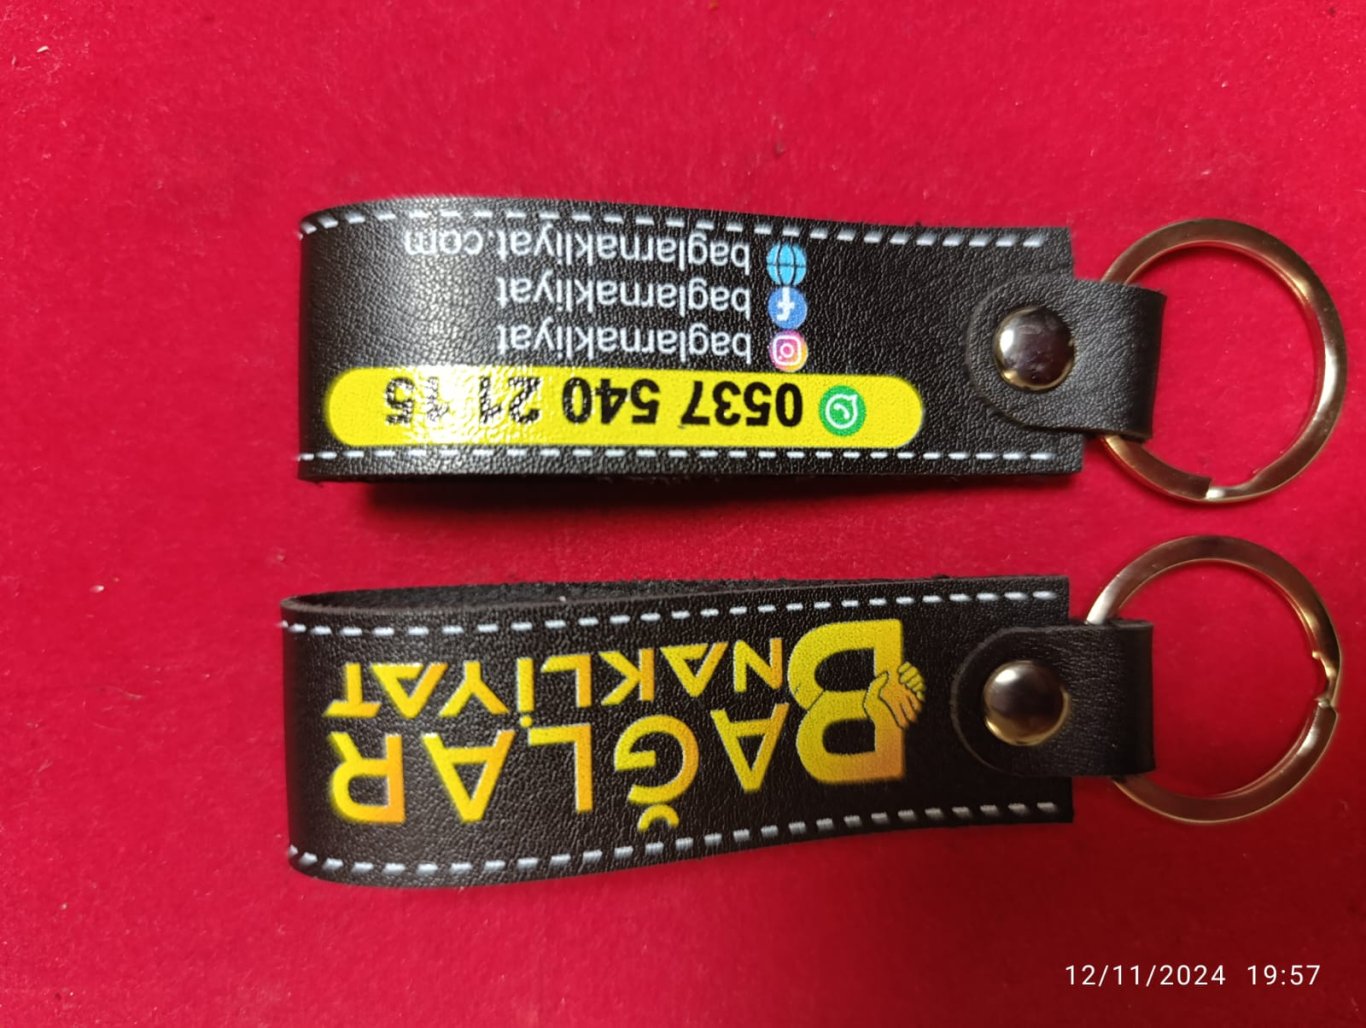 0537 540 21 15
baglarnakliyat
baglarnakliyat
baglarnakliyat.com
BAĞLAR
NAKLİYAT
12/11/2024 19:57